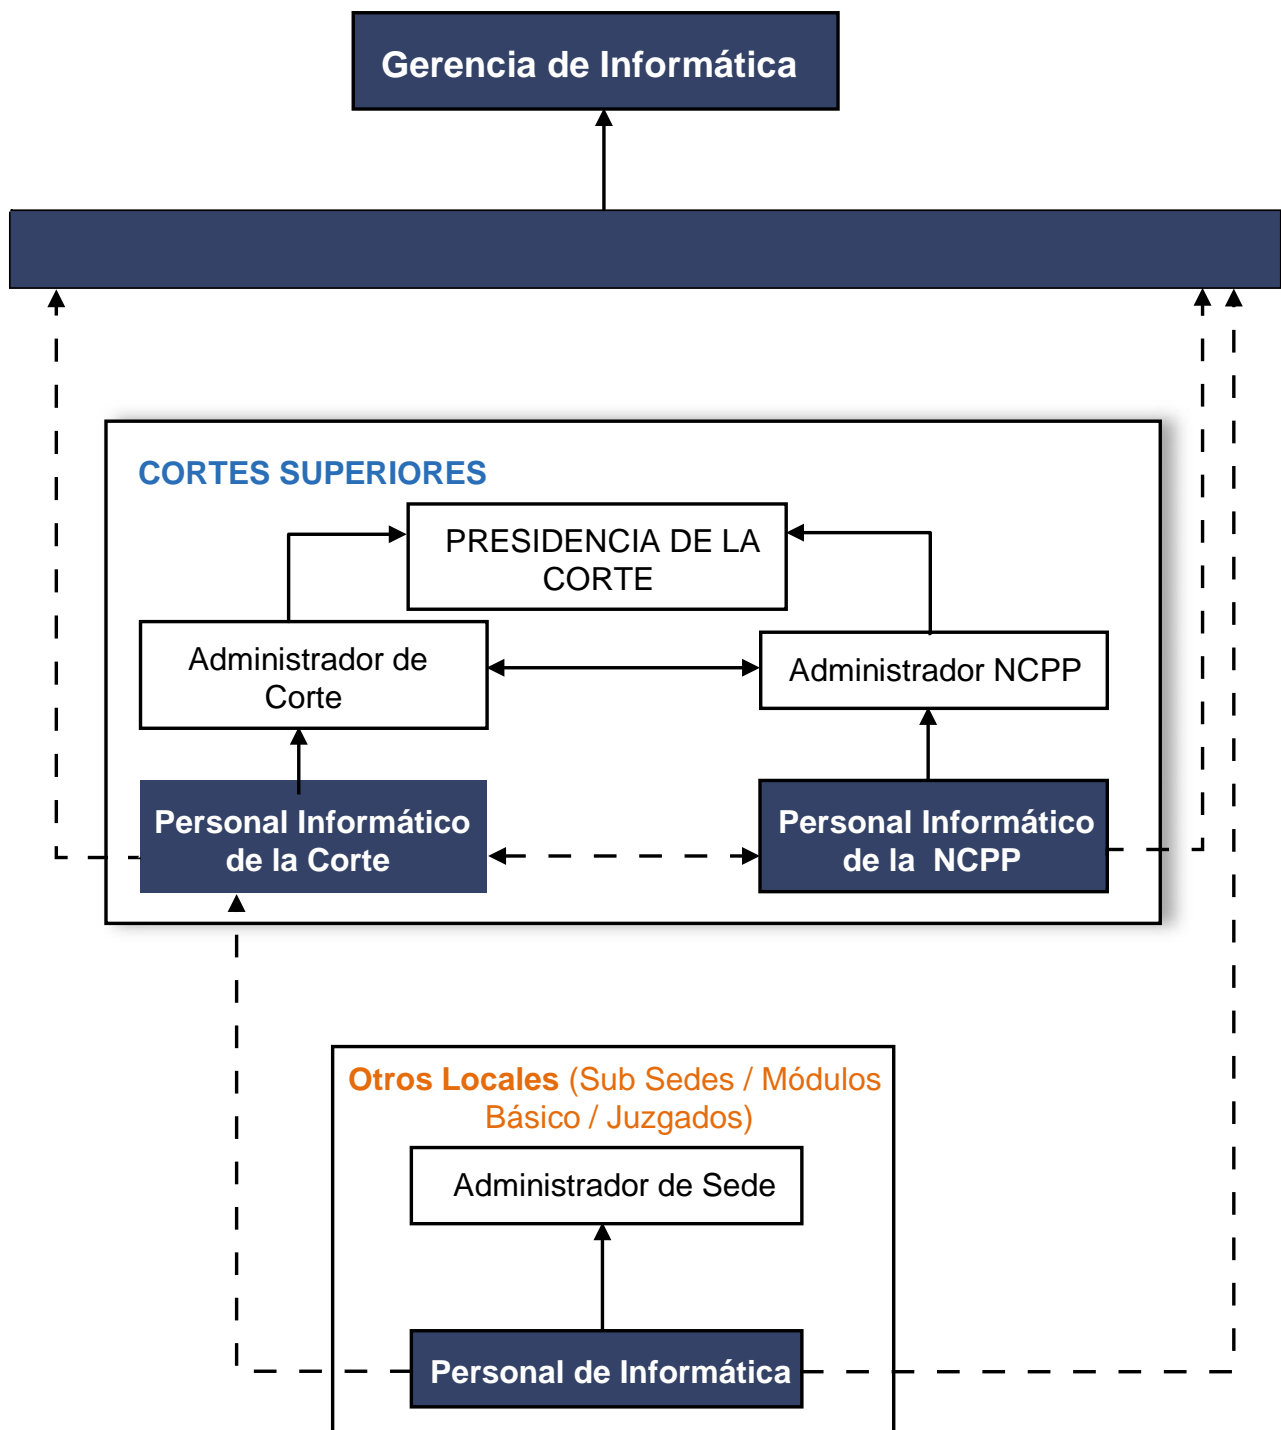 Gerencia de Informática
CORTES SUPERIORES
PRESIDENCIA DE LA
CORTE
Administrador de
Corte
Administrador NCPP
Personal Informático
de la Corte
Personal Informático
de la NCPP
Otros Locales (Sub Sedes / Módulos
Básico / Juzgados)
Administrador de Sede
Personal de Informática